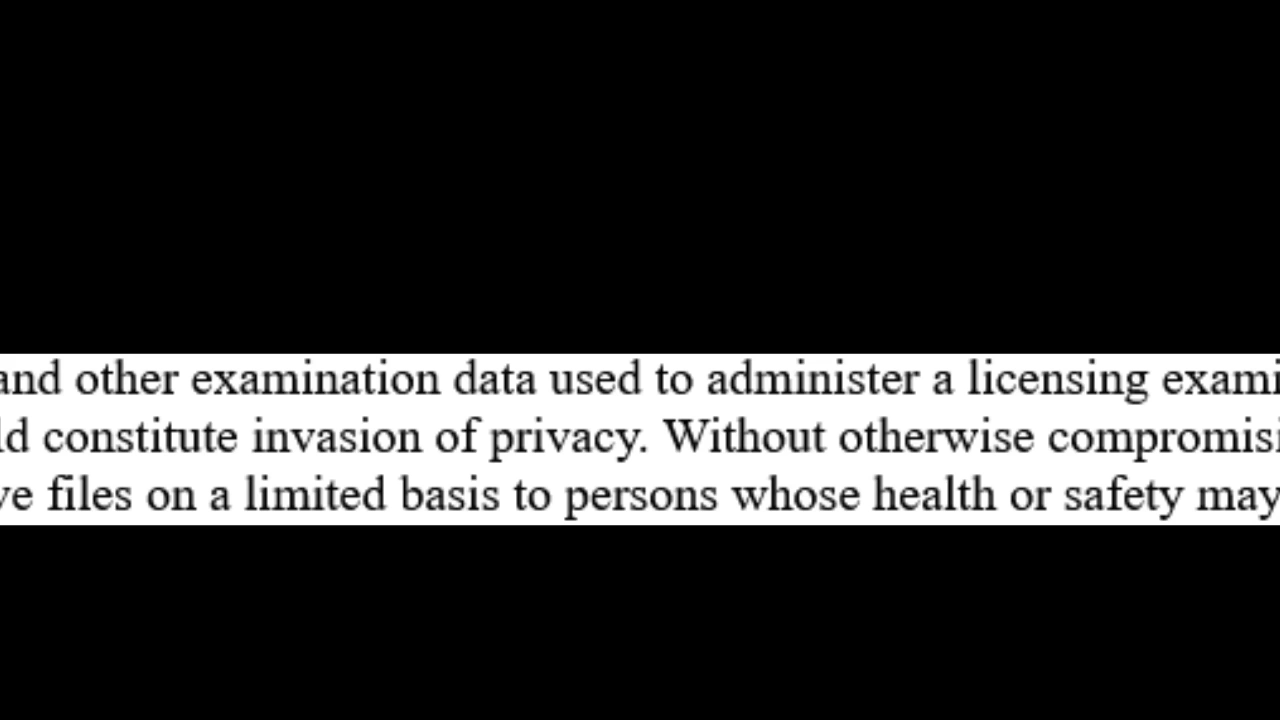 and other examination data used to administer a licensing exami
ld constitute invasion of privacy. Without otherwise compromisi
ve files on a limited basis to persons whose health or safety may